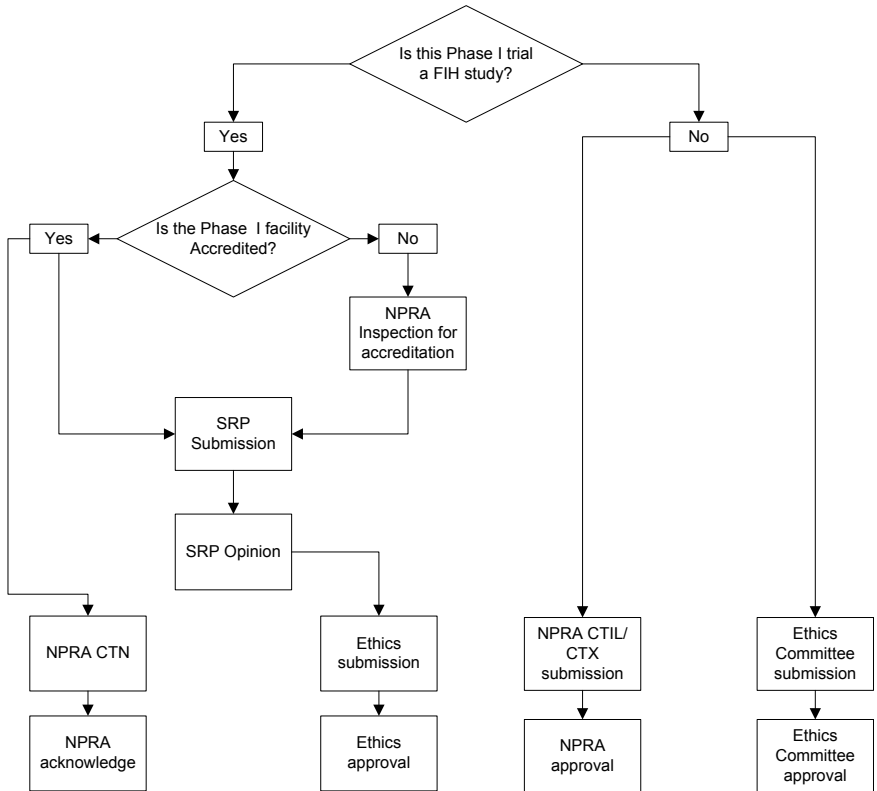 Is this Phase I trial
a FIH study?
Yes
No
Is the Phase I facility
Accredited?
Yes
No
NPRA
Inspection for
accreditation
SRP
Submission
SRP Opinion
NPRA CTN
Ethics
submission
NPRA CTIL/
CTX
submission
Ethics
Committee
submission
NPRA
acknowledge
Ethics
approval
NPRA
approval
Ethics
Committee
approval